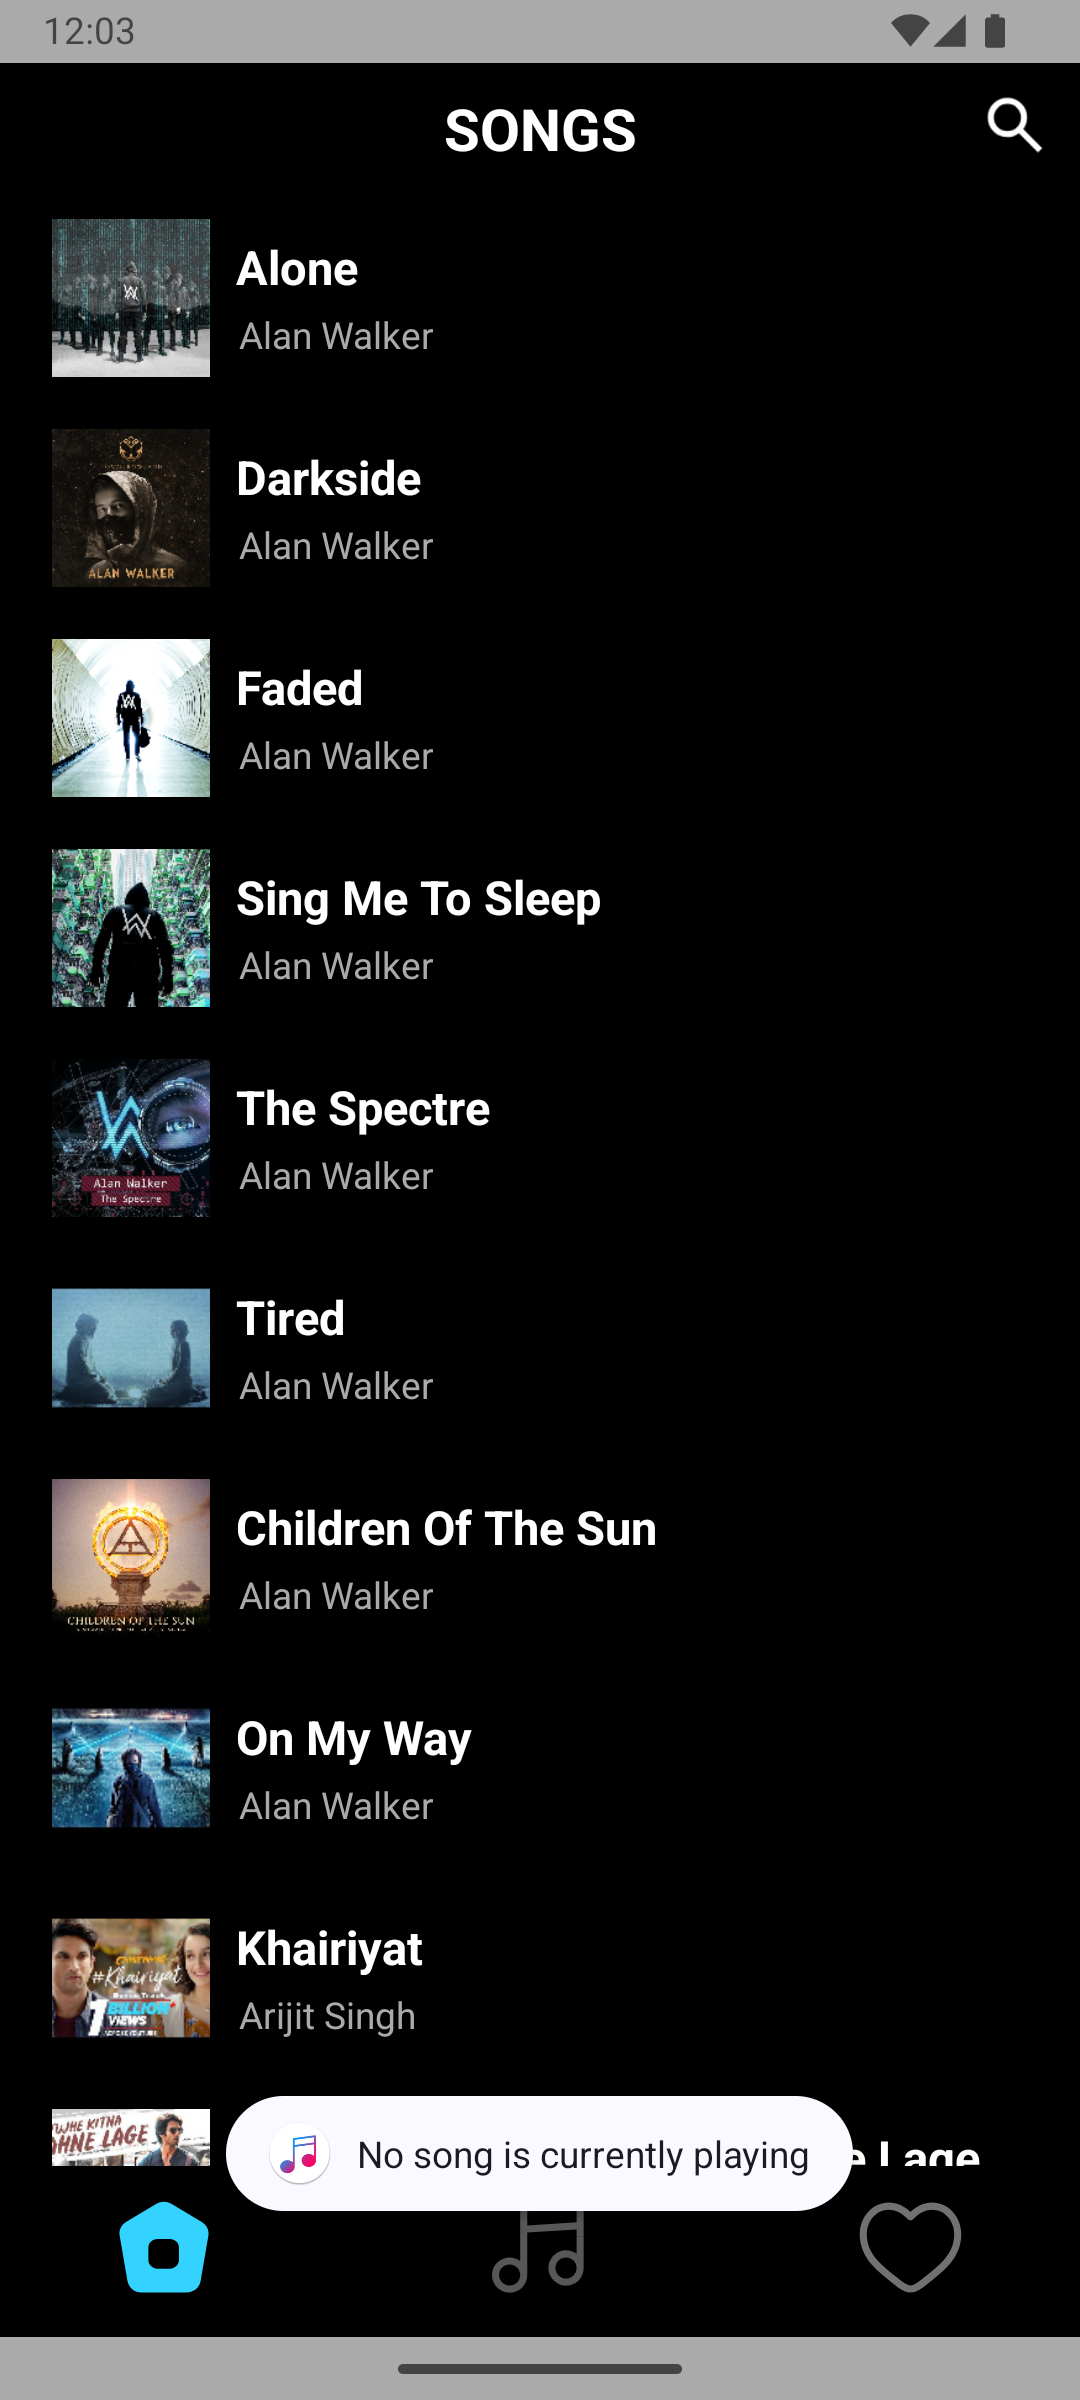 12:03
SONGS
Alone
Alan Walker
ALAN WALKER
Darkside
Alan Walker
Faded
Alan Walker
Sing Me To Sleep
Alan Walker
Alan Walker
The Spectre
The Spectre
Alan Walker
Tired
Alan Walker
CHILDREN OF THE SUN
Children Of The Sun
Alan Walker
On My Way
Alan Walker
#Khairiyat
1 BILLION
VIEWS
Khairiyat
Arijit Singh
KITNA
LAGE
e Lage
No song is currently playing